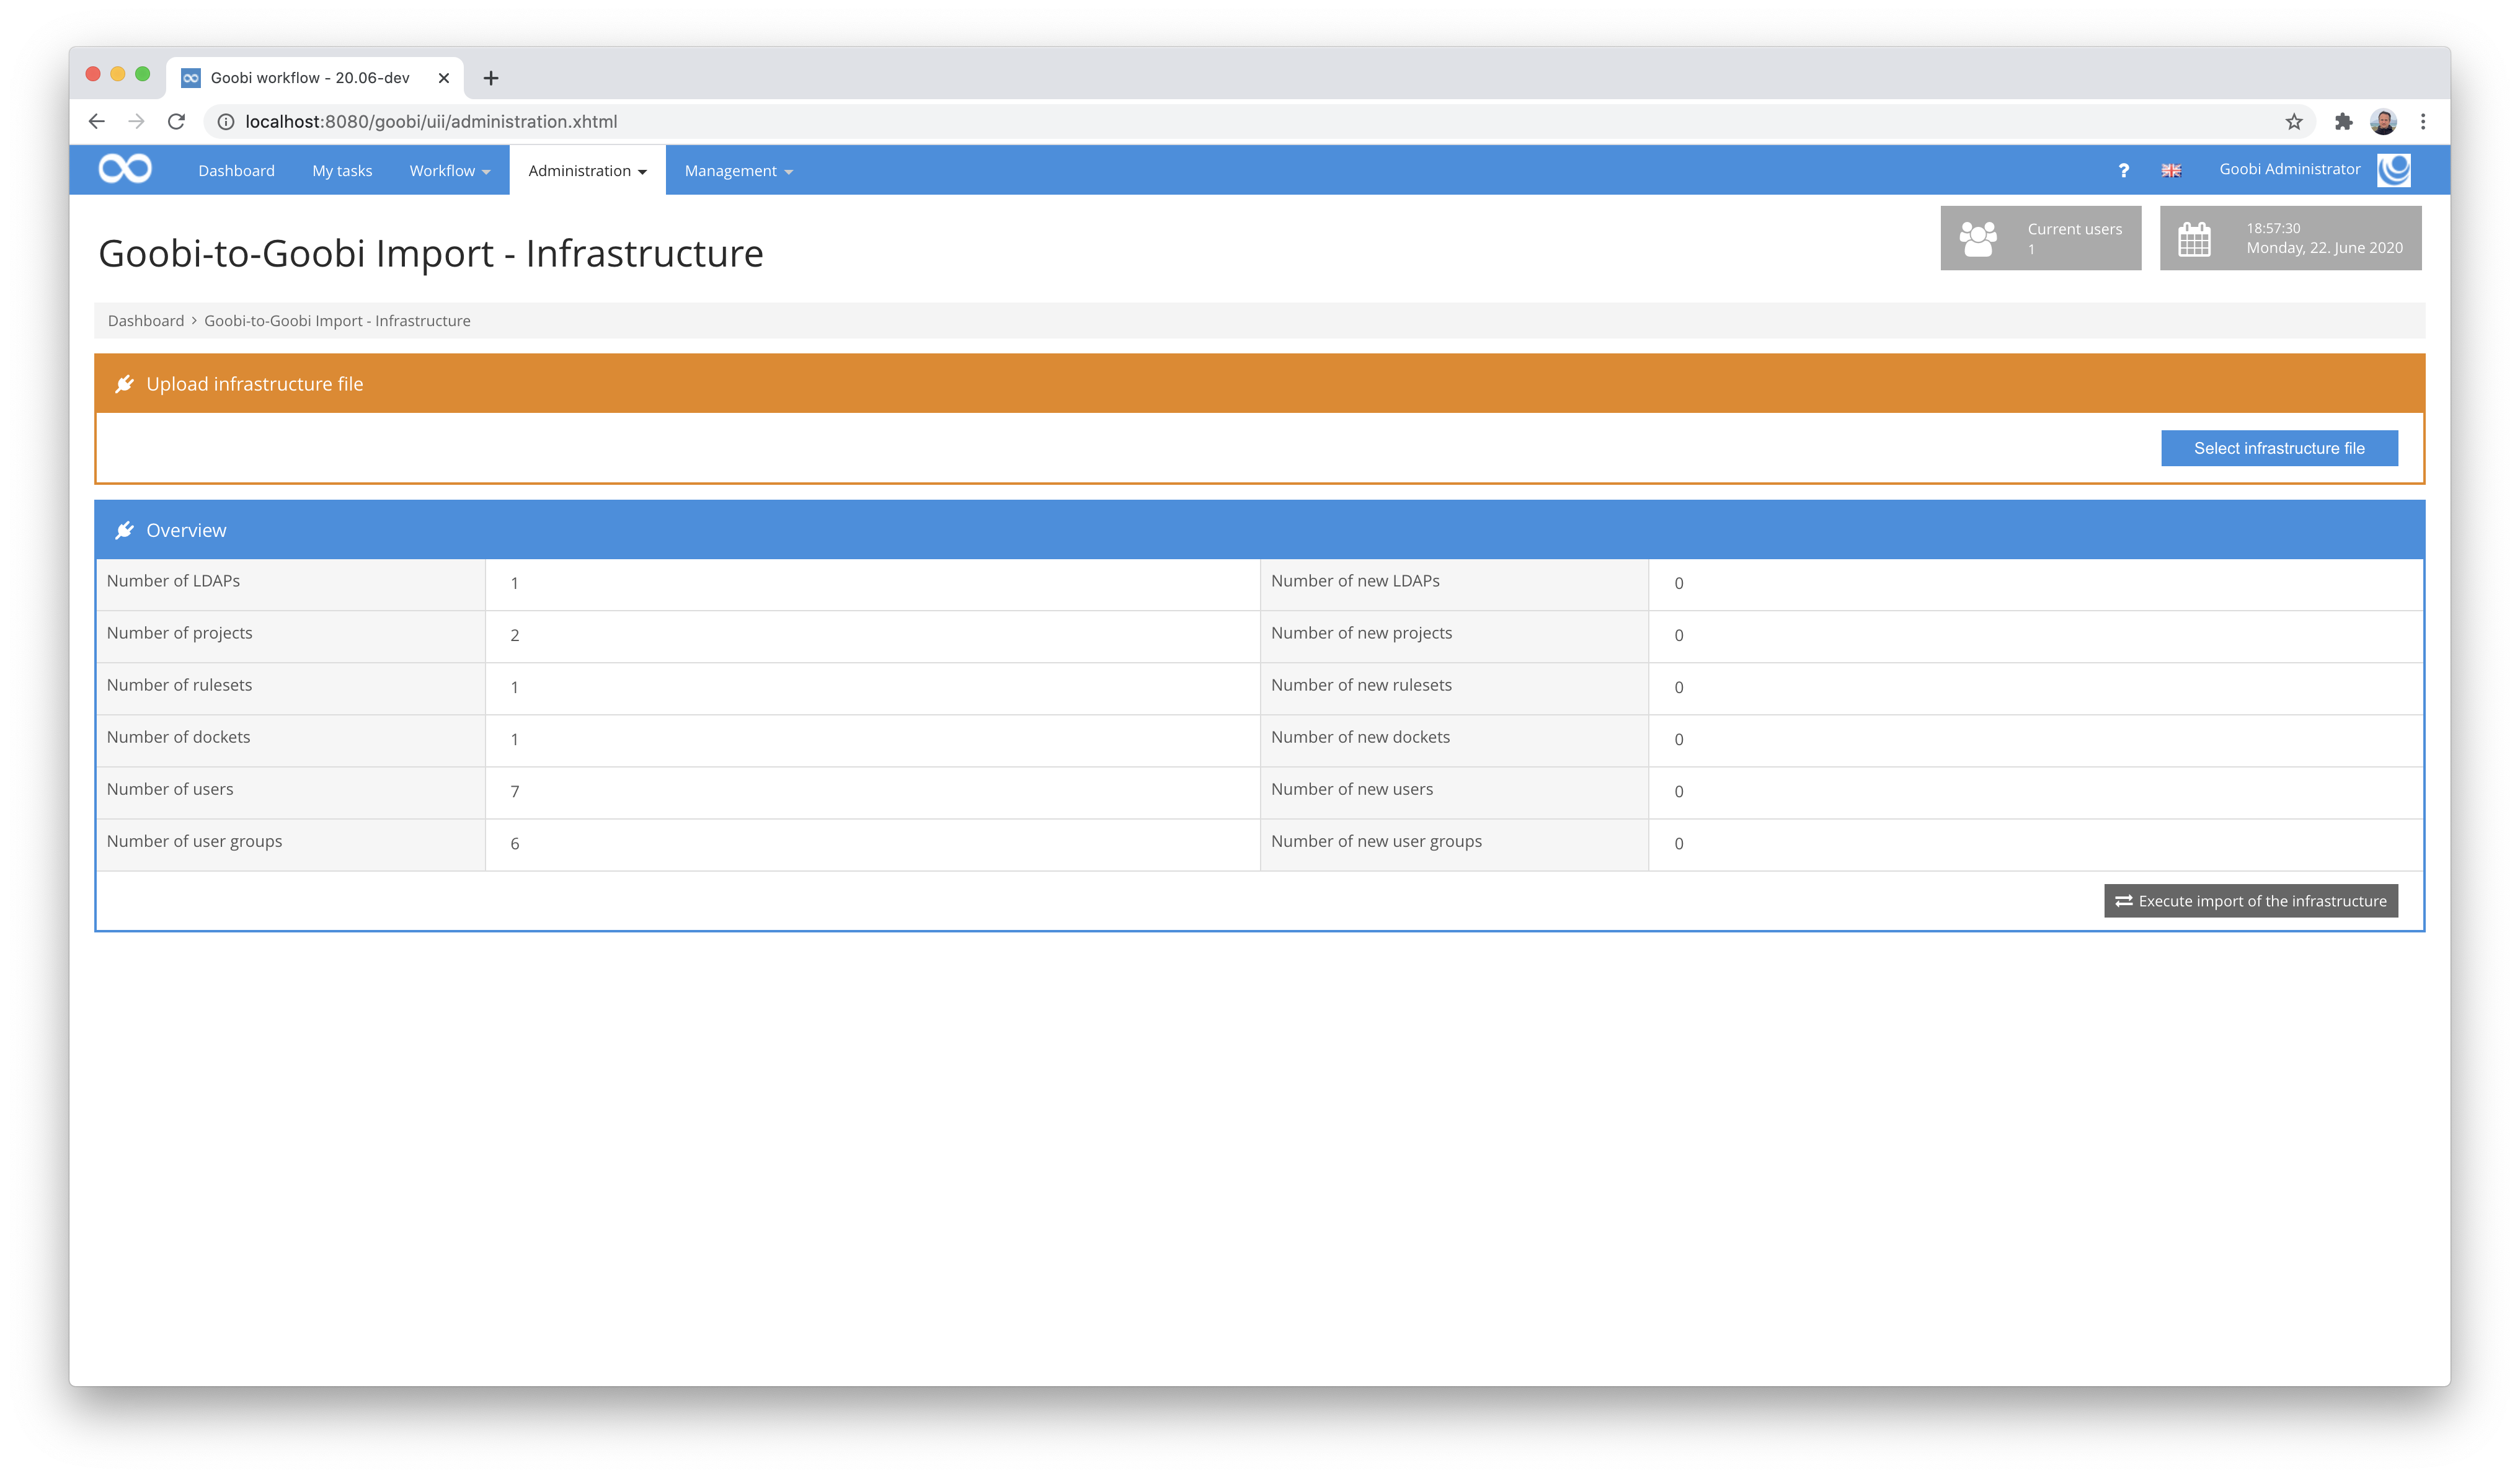 Goobi workflow - 20.06-dev
localhost:8080/goobi/uii/administration.xhtml
Dashboard My tasks Workflow Administration Management ? Goobi Administrator
Goobi-to-Goobi Import - Infrastructure
Current users
1
18:57:30
Monday, 22. June 2020
Dashboard > Goobi-to-Goobi Import - Infrastructure
Upload infrastructure file
Select infrastructure file
Overview
Number of LDAPs 1 Number of new LDAPs 0
Number of projects 2 Number of new projects 0
Number of rulesets 1 Number of new rulesets 0
Number of dockets 1 Number of new dockets 0
Number of users 7 Number of new users 0
Number of user groups 6 Number of new user groups 0
Execute import of the infrastructure